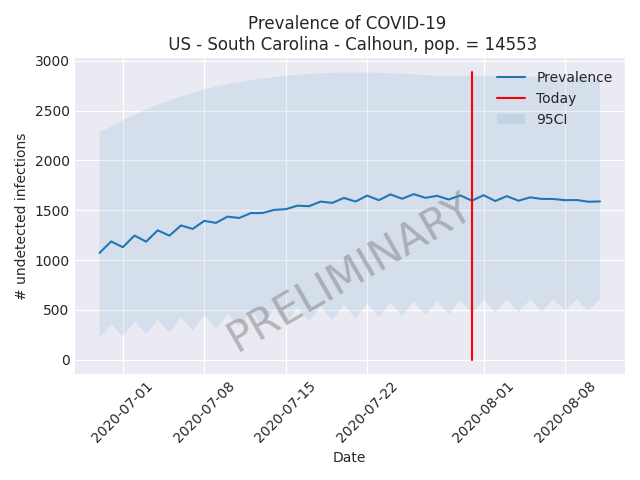 Prevalence of COVID-19
US - South Carolina - Calhoun, pop. = 14553
3000
2500
2000
1500
1000
500
0
# undetected infections
Prevalence
Today
95CI
PRELIMINARY
2020-07-01
2020-07-08
2020-07-15
2020-07-22
2020-08-01
2020-08-08
Date